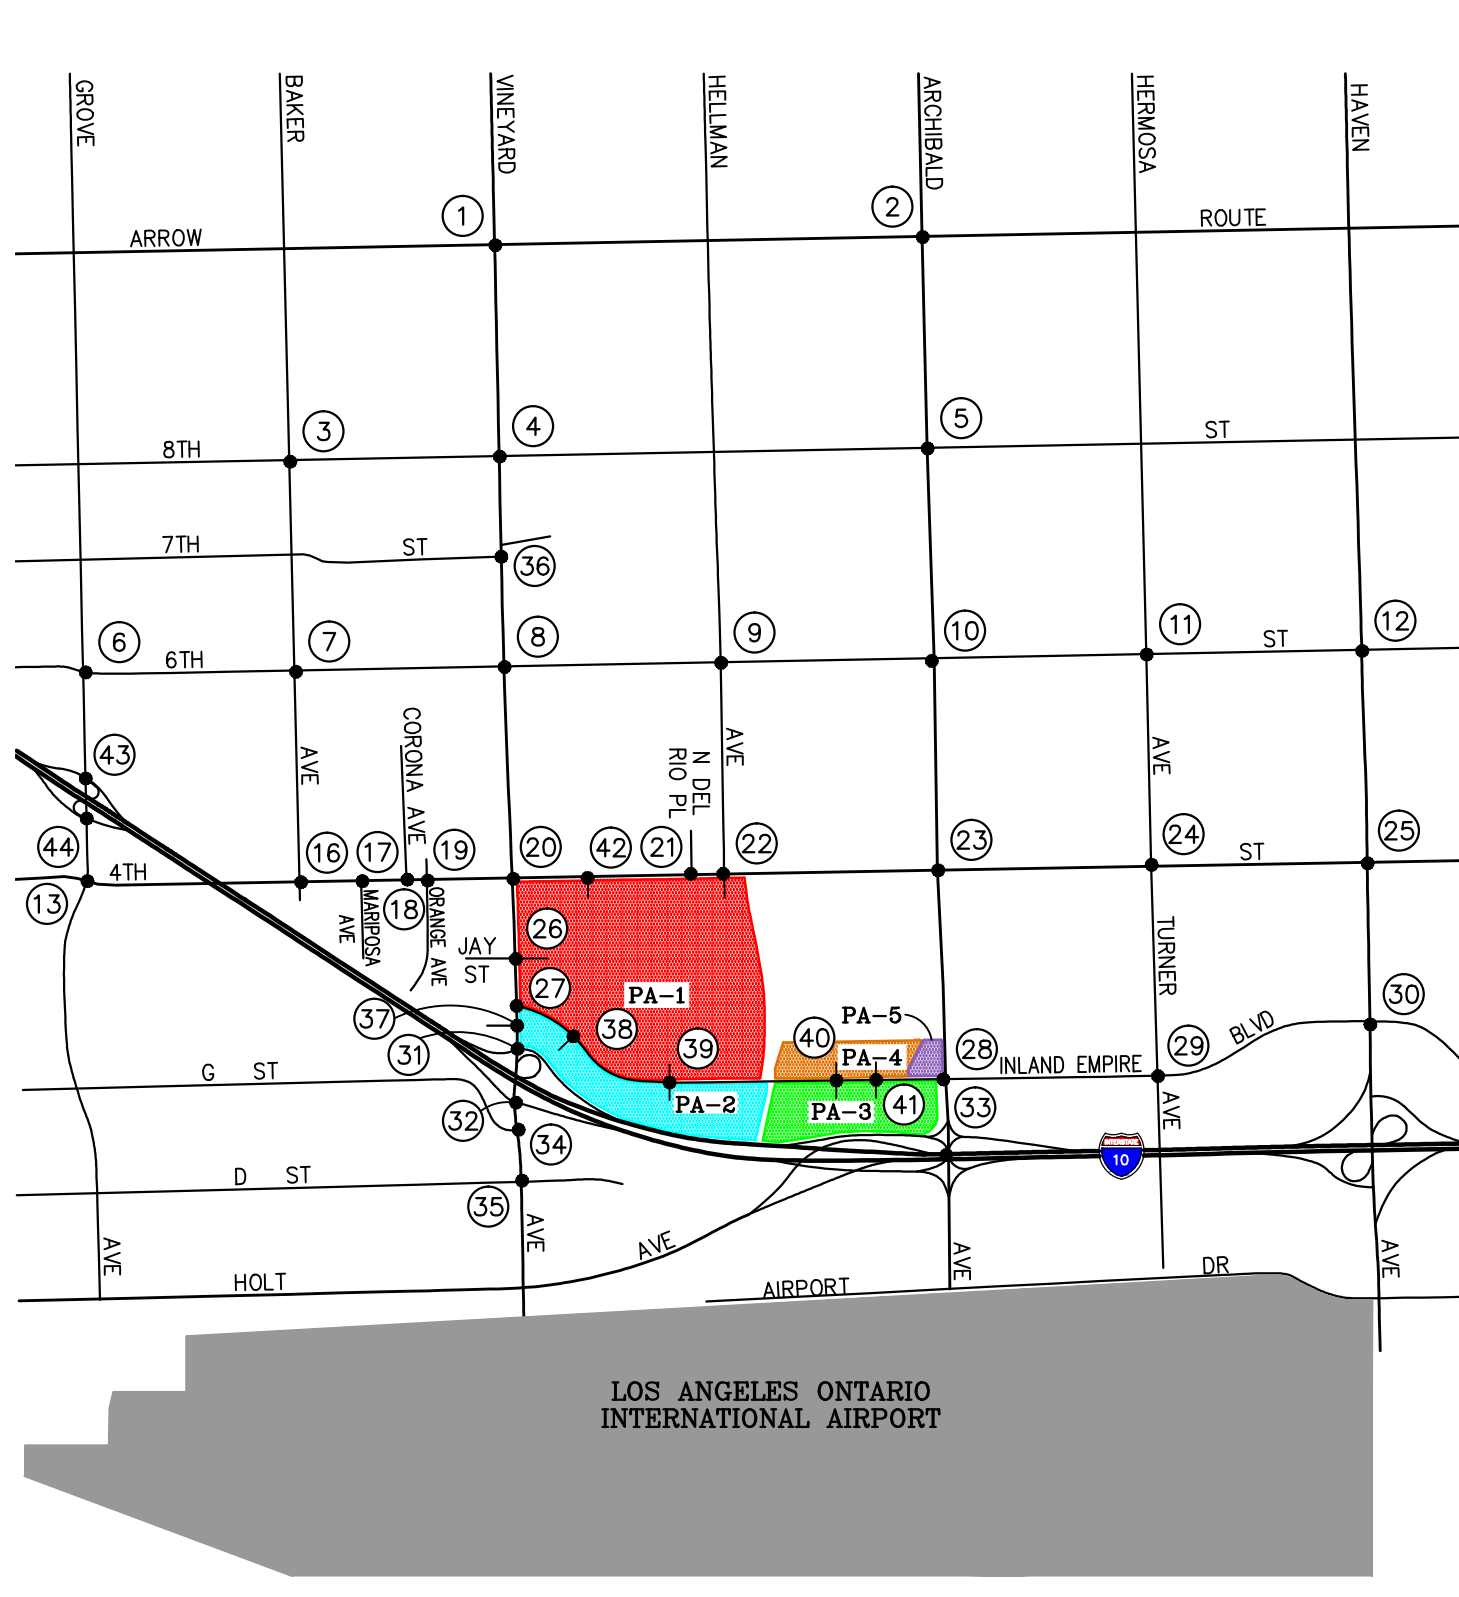 GROVE
BAKER
VINEYARD
HELLMAN
ARCHIBALD
HERMOSA
HAVEN
1
2
ARROW
ROUTE
3
4
5
8TH
ST
7TH
ST
36
6
7
8
9
10
11
12
6TH
ST
43
AVE
CORONA AVE
N DEL
RIO PL
AVE
AVE
44
4TH
16
17
19
20
42
21
22
23
24
25
ST
13
MARIPOSA
AVE
18
ORANGE AVE
26
JAY
ST
TURNER
27
PA-1
30
37
38
PA-5
BLVD
31
39
40
PA-4
28
INLAND EMPIRE
29
G ST
32
PA-2
PA-3
41
33
AVE
34
INTERSTATE
10
D ST
35
AVE
AVE
AVE
AVE
AVE
HOLT
AIRPORT
DR
LOS ANGELES ONTARIO
INTERNATIONAL AIRPORT